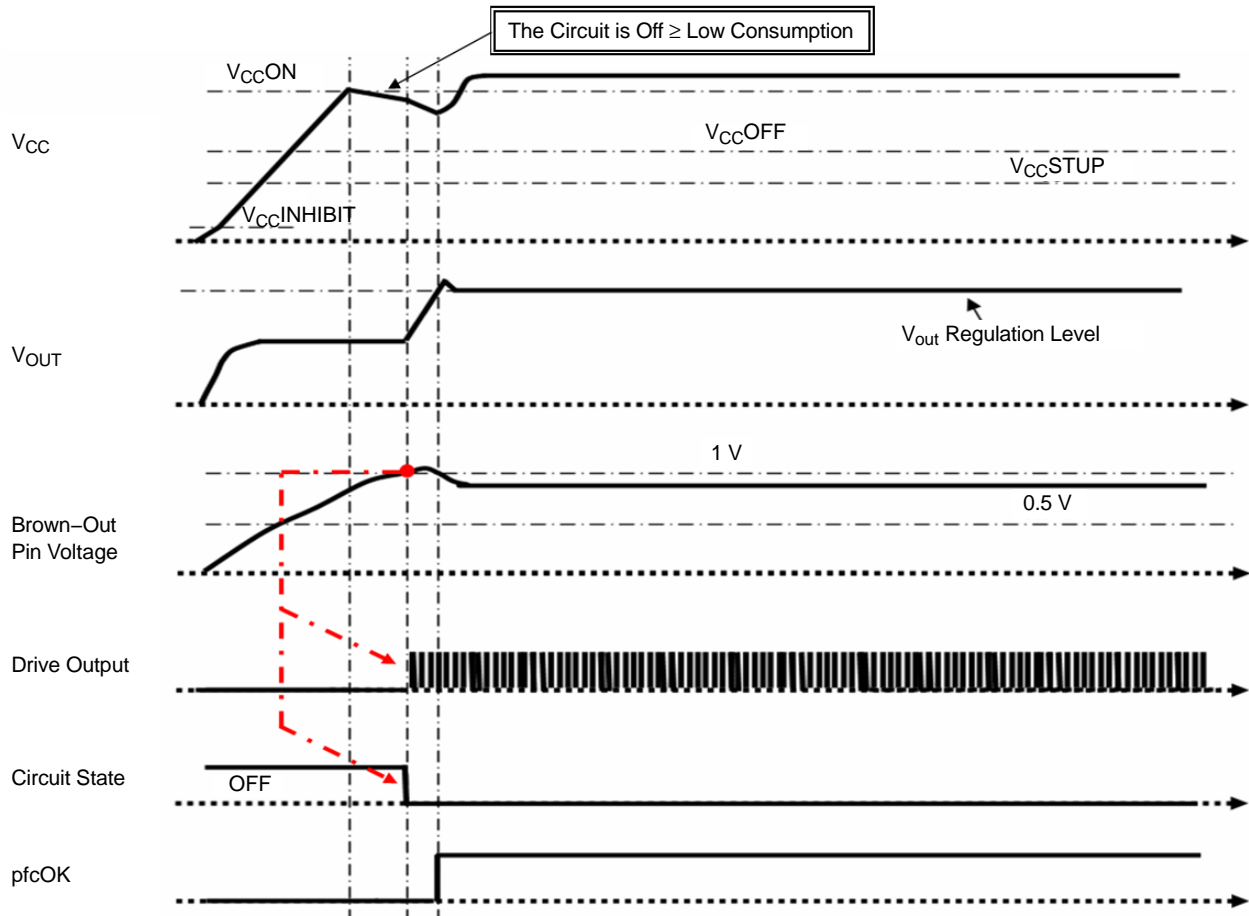 The Circuit is Off ≥ Low Consumption
VCCON
VCC
VCCOFF
VCCSTUP
VCCINHIBIT
Vout Regulation Level
VOUT
1 V
0.5 V
Brown−Out
Pin Voltage
Drive Output
Circuit State
OFF
pfcOK